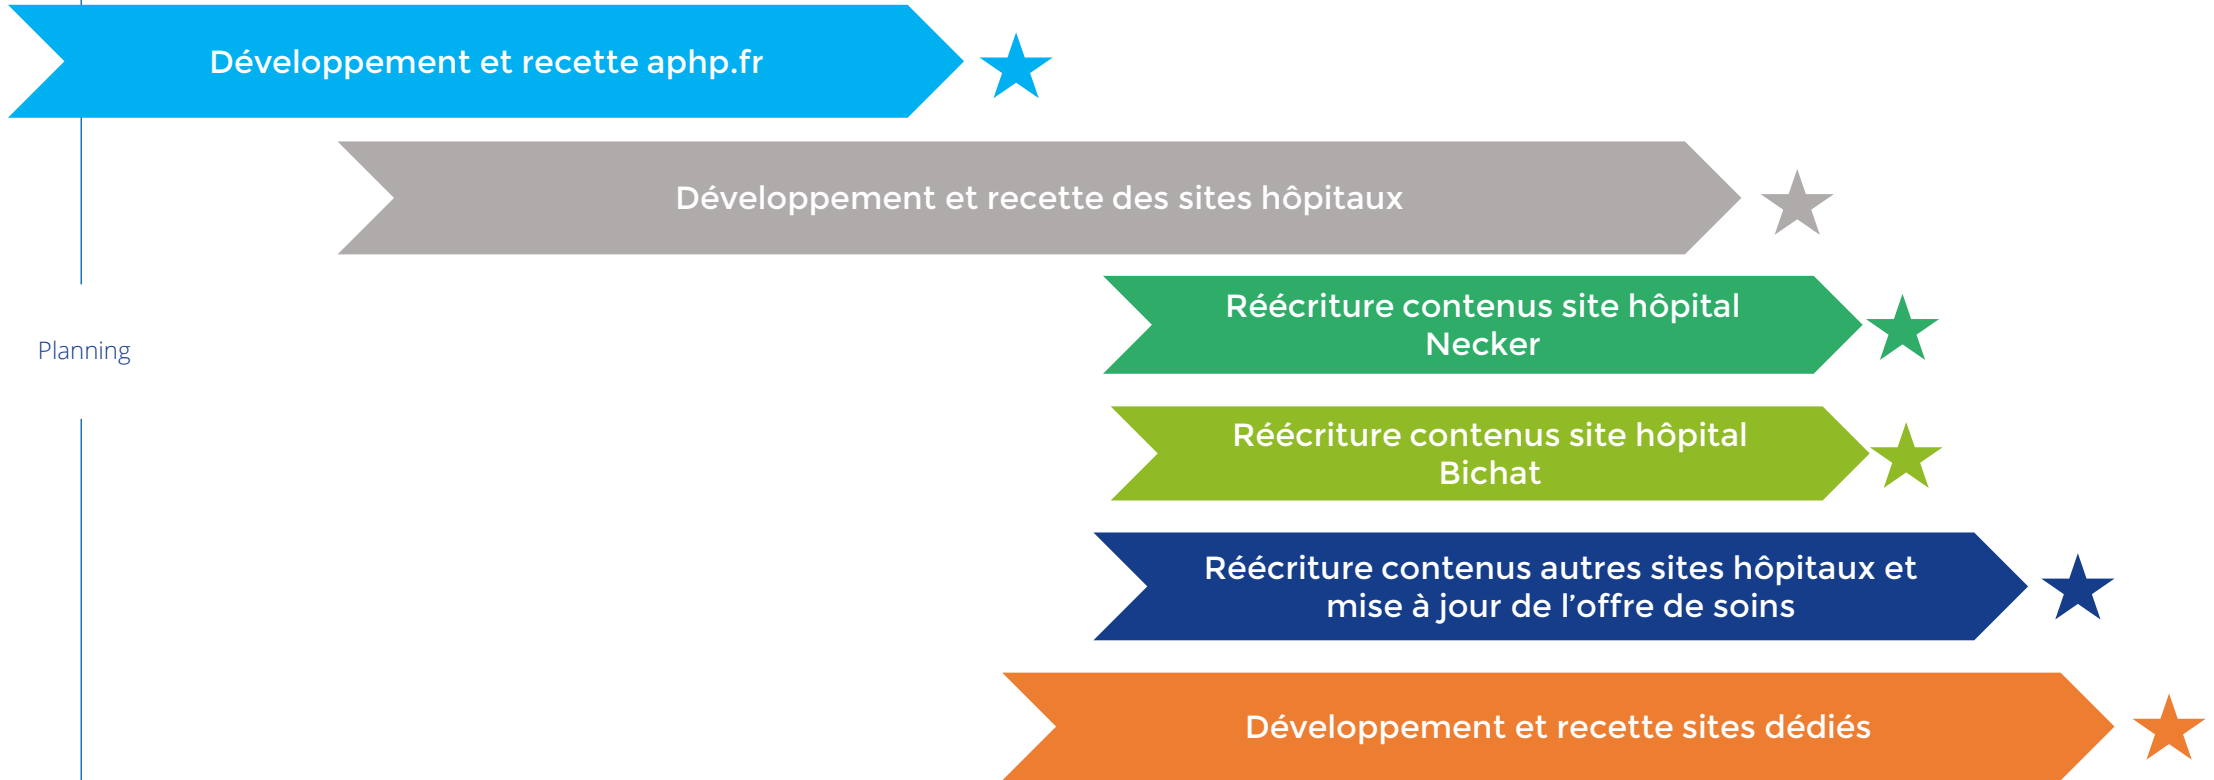 Développement et recette aphp.fr
Développement et recette des sites hôpitaux
Réécriture contenus site hôpital
Necker
Planning
Réécriture contenus site hôpital
Bichat
Réécriture contenus autres sites hôpitaux et
mise à jour de l’offre de soins
Développement et recette sites dédiés